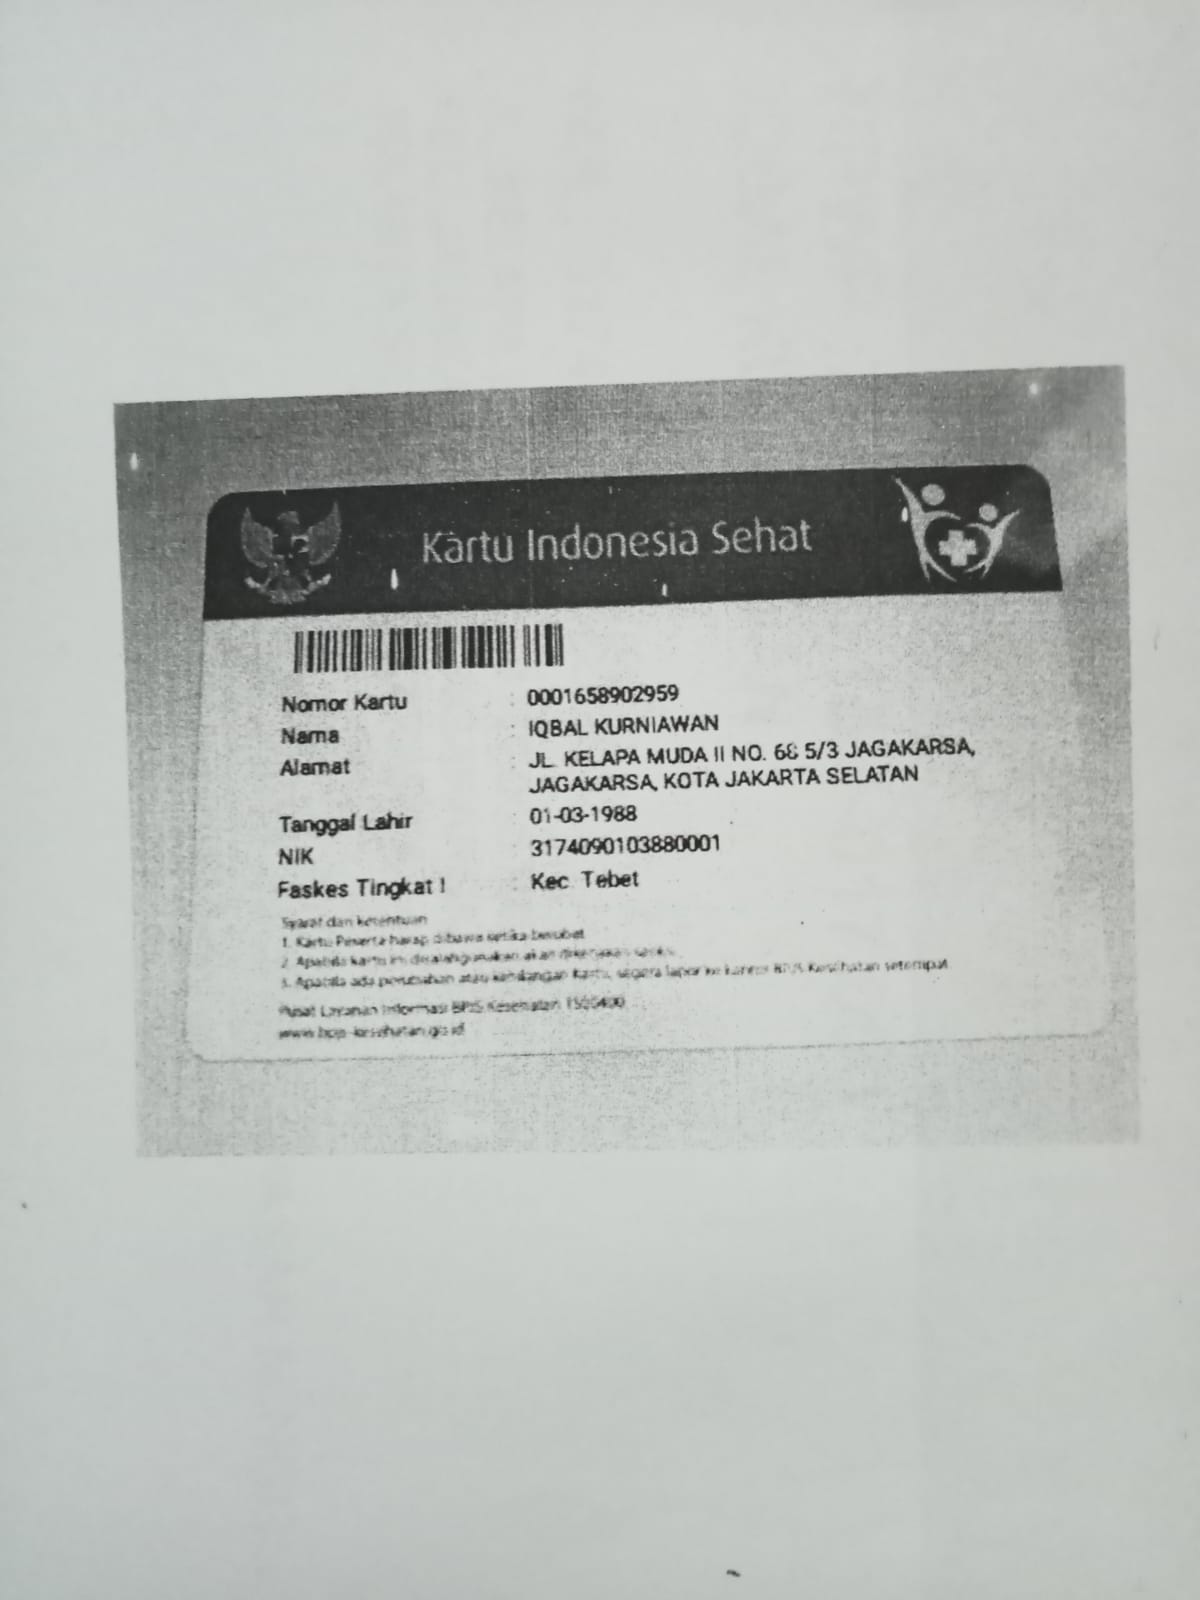 Kartu Indonesia Sehat
Nomor Kartu : 0001658902959
Nama : IQBAL KURNIAWAN
Alamat : JL. KELAPA MUDA II NO. 68 5/3 JAGAKARSA,
JAGAKARSA, KOTA JAKARTA SELATAN
Tanggal Lahir : 01-03-1988
NIK : 3174090103880001
Faskes Tingkat I : Kec. Tebet
Syarat dan ketentuan
1. Kartu Peserta harap dibawa ketika berobat
2. Apabila kartu ini disalahgunakan akan dikenakan sanksi
3. Apabila ada perubahan atau kehilangan kartu, segera lapor ke kantor BPJS Kesehatan setempat
Pusat Layanan Informasi BPJS Kesehatan 1500400
www.bpjs-kesehatan.go.id